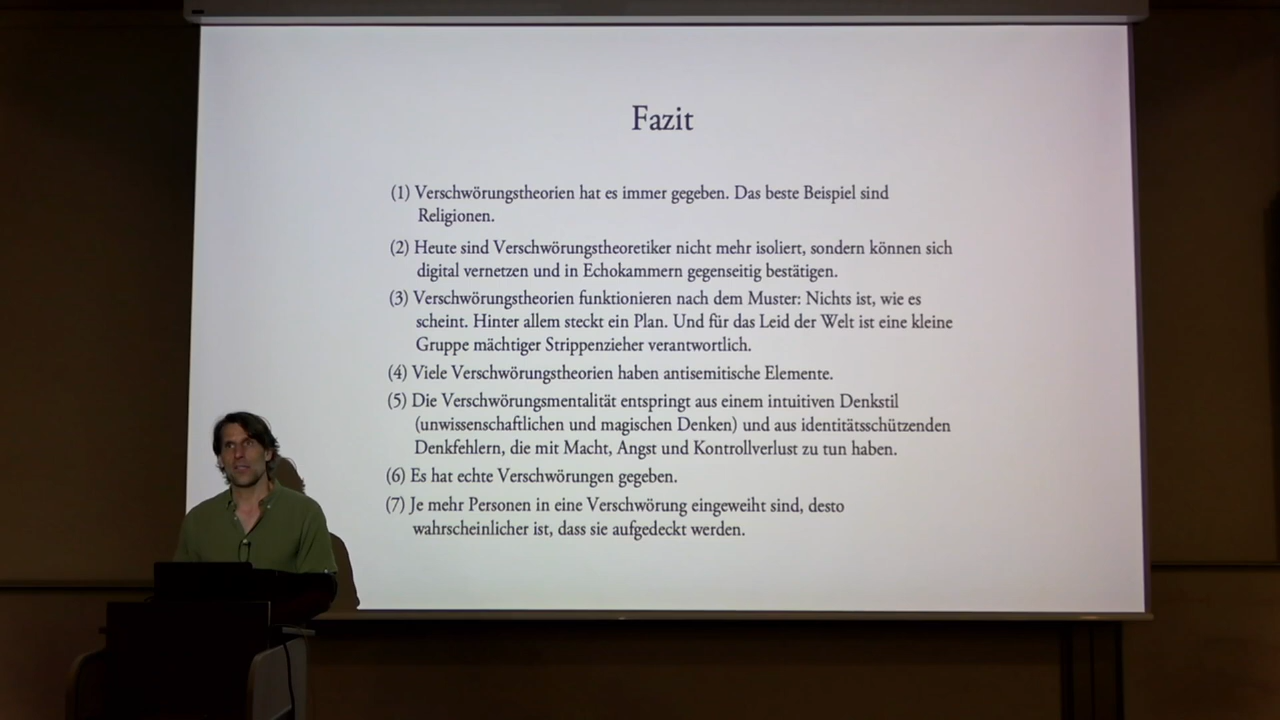 Fazit
(1) Verschwörungstheorien hat es immer gegeben. Das beste Beispiel sind
Religionen.
(2) Heute sind Verschwörungstheoretiker nicht mehr isoliert, sondern können sich
digital vernetzen und in Echokammern gegenseitig bestätigen.
(3) Verschwörungstheorien funktionieren nach dem Muster: Nichts ist, wie es
scheint. Hinter allem steckt ein Plan. Und für das Leid der Welt ist eine kleine
Gruppe mächtiger Strippenzieher verantwortlich.
(4) Viele Verschwörungstheorien haben antisemitische Elemente.
(5) Die Verschwörungsmentalität entspringt aus einem intuitiven Denkstil
(unwissenschaftlichen und magischen Denken) und aus identitätsschützenden
Denkfehlern, die mit Macht, Angst und Kontrollverlust zu tun haben.
(6) Es hat echte Verschwörungen gegeben.
(7) Je mehr Personen in eine Verschwörung eingeweiht sind, desto
wahrscheinlicher ist, dass sie aufgedeckt werden.